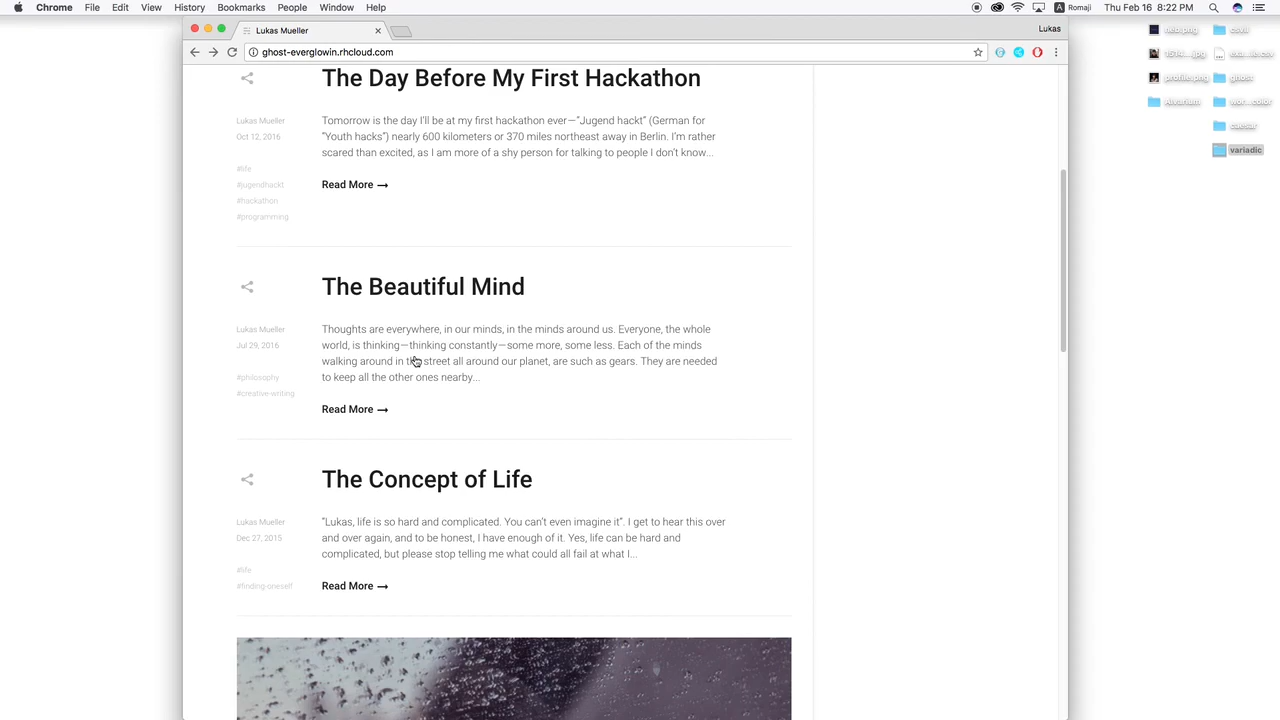 Chrome File Edit View History Bookmarks People Window Help
A Romaji Thu Feb 16 8:22 PM
Lukas Mueller
Lukas
ghost-everglowin.rhcloud.com
neo.png
csvii
profile.png
ghost
Alvarium
caesar
variadic
The Day Before My First Hackathon
Lukas Mueller
Oct 12, 2016
#life
#jugendhackt
#hackathon
#programming
Tomorrow is the day I'll be at my first hackathon ever—"Jugend hackt" (German for
"Youth hacks") nearly 600 kilometers or 370 miles northeast away in Berlin. I'm rather
scared than excited, as I am more of a shy person for talking to people I don't know...
Read More
The Beautiful Mind
Lukas Mueller
Jul 29, 2016
#philosophy
#creative-writing
Thoughts are everywhere, in our minds, in the minds around us. Everyone, the whole
world, is thinking—thinking constantly—some more, some less. Each of the minds
walking around in the street all around our planet, are such as gears. They are needed
to keep all the other ones nearby...
Read More
The Concept of Life
Lukas Mueller
Dec 27, 2015
#life
#finding-oneself
"Lukas, life is so hard and complicated. You can't even imagine it". I get to hear this over
and over again, and to be honest, I have enough of it. Yes, life can be hard and
complicated, but please stop telling me what could all fail at what I...
Read More